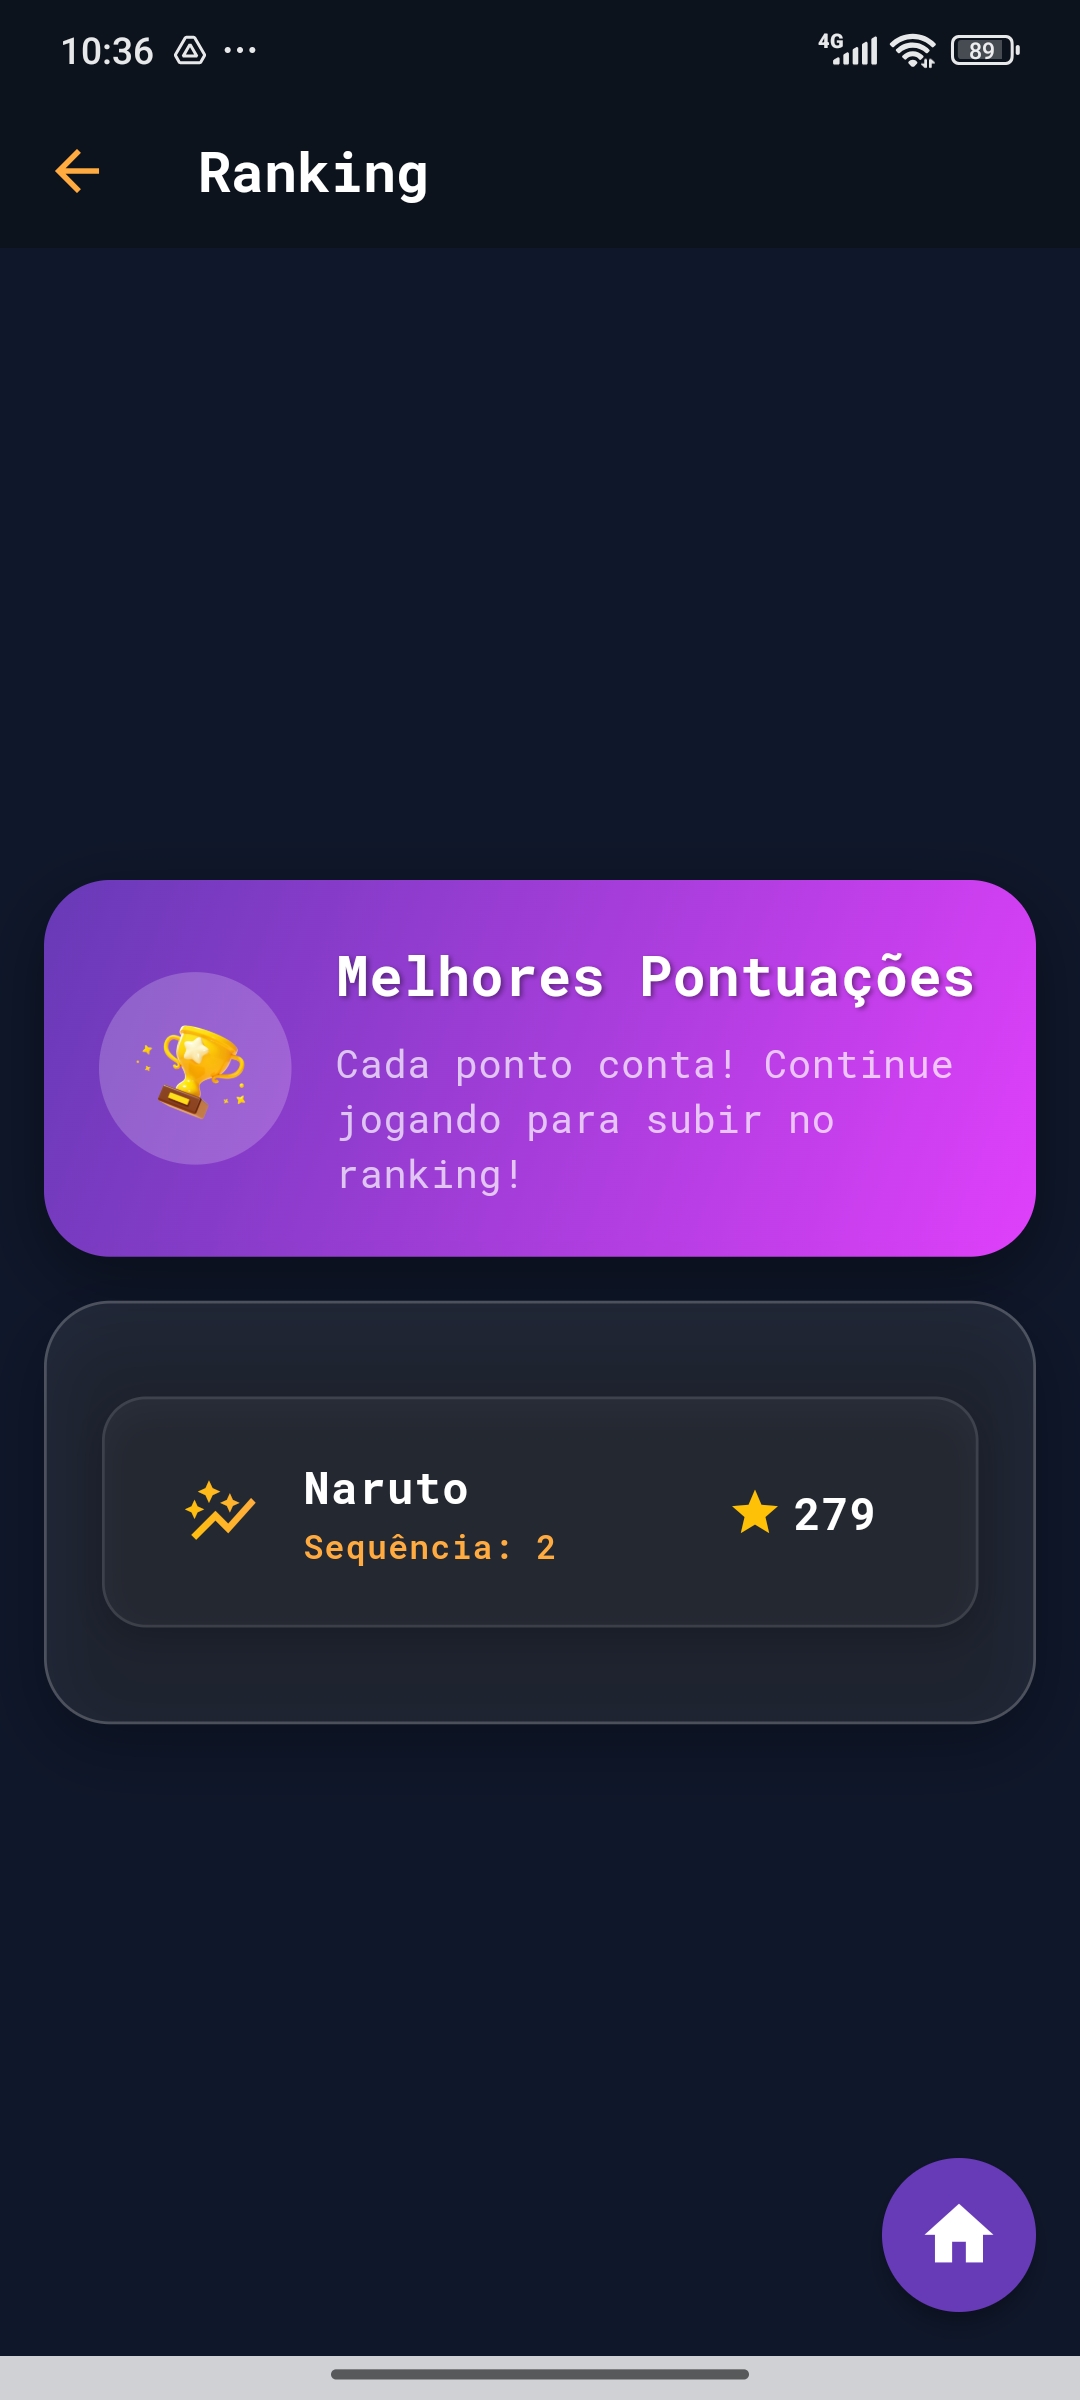 10:36
4G
89
Ranking
Melhores Pontuações
Cada ponto conta! Continue
jogando para subir no
ranking!
Naruto
Sequência: 2
279